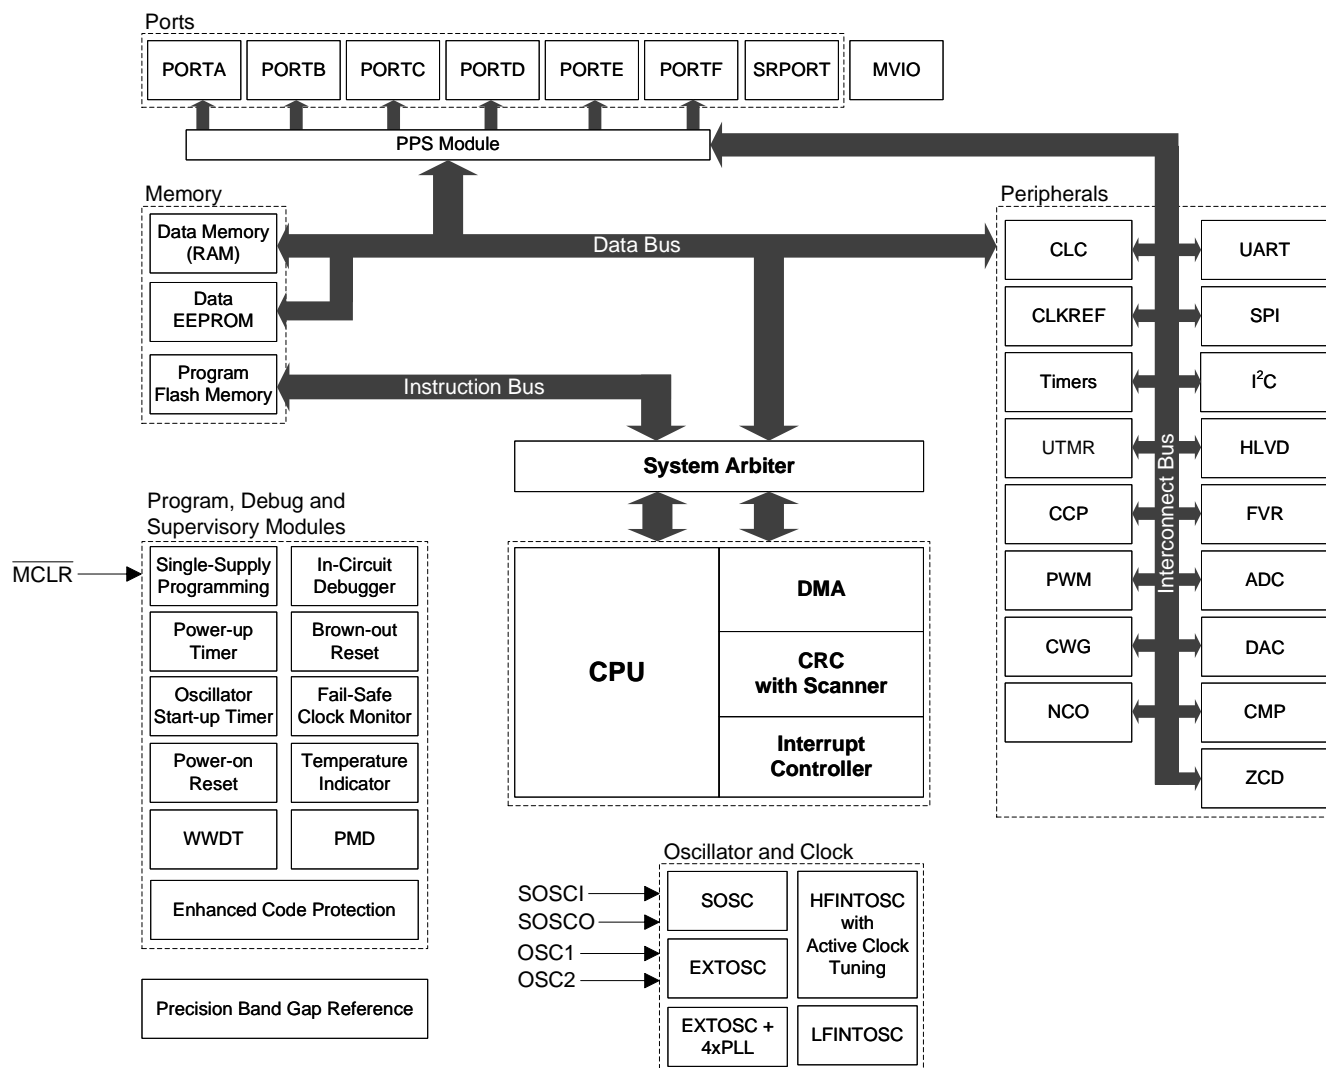 Ports
PORTA
PORTB
PORTC
PORTD
PORTE
PORTF
SRPORT
MVIO
PPS Module
Memory
Data Memory
(RAM)
Data
EEPROM
Program
Flash Memory
Data Bus
Instruction Bus
System Arbiter
CPU
DMA
CRC
with Scanner
Interrupt
Controller
Peripherals
CLC
UART
CLKREF
SPI
Timers
I²C
UTMR
HLVD
CCP
FVR
PWM
ADC
CWG
DAC
NCO
CMP
ZCD
Interconnect Bus
Program, Debug and
Supervisory Modules
MCLR
Single-Supply
Programming
In-Circuit
Debugger
Power-up
Timer
Brown-out
Reset
Oscillator
Start-up Timer
Fail-Safe
Clock Monitor
Power-on
Reset
Temperature
Indicator
WWDT
PMD
Enhanced Code Protection
Precision Band Gap Reference
Oscillator and Clock
SOSCI
SOSCO
OSC1
OSC2
SOSC
HFINTOSC
with
Active Clock
Tuning
EXTOSC
EXTOSC +
4xPLL
LFINTOSC